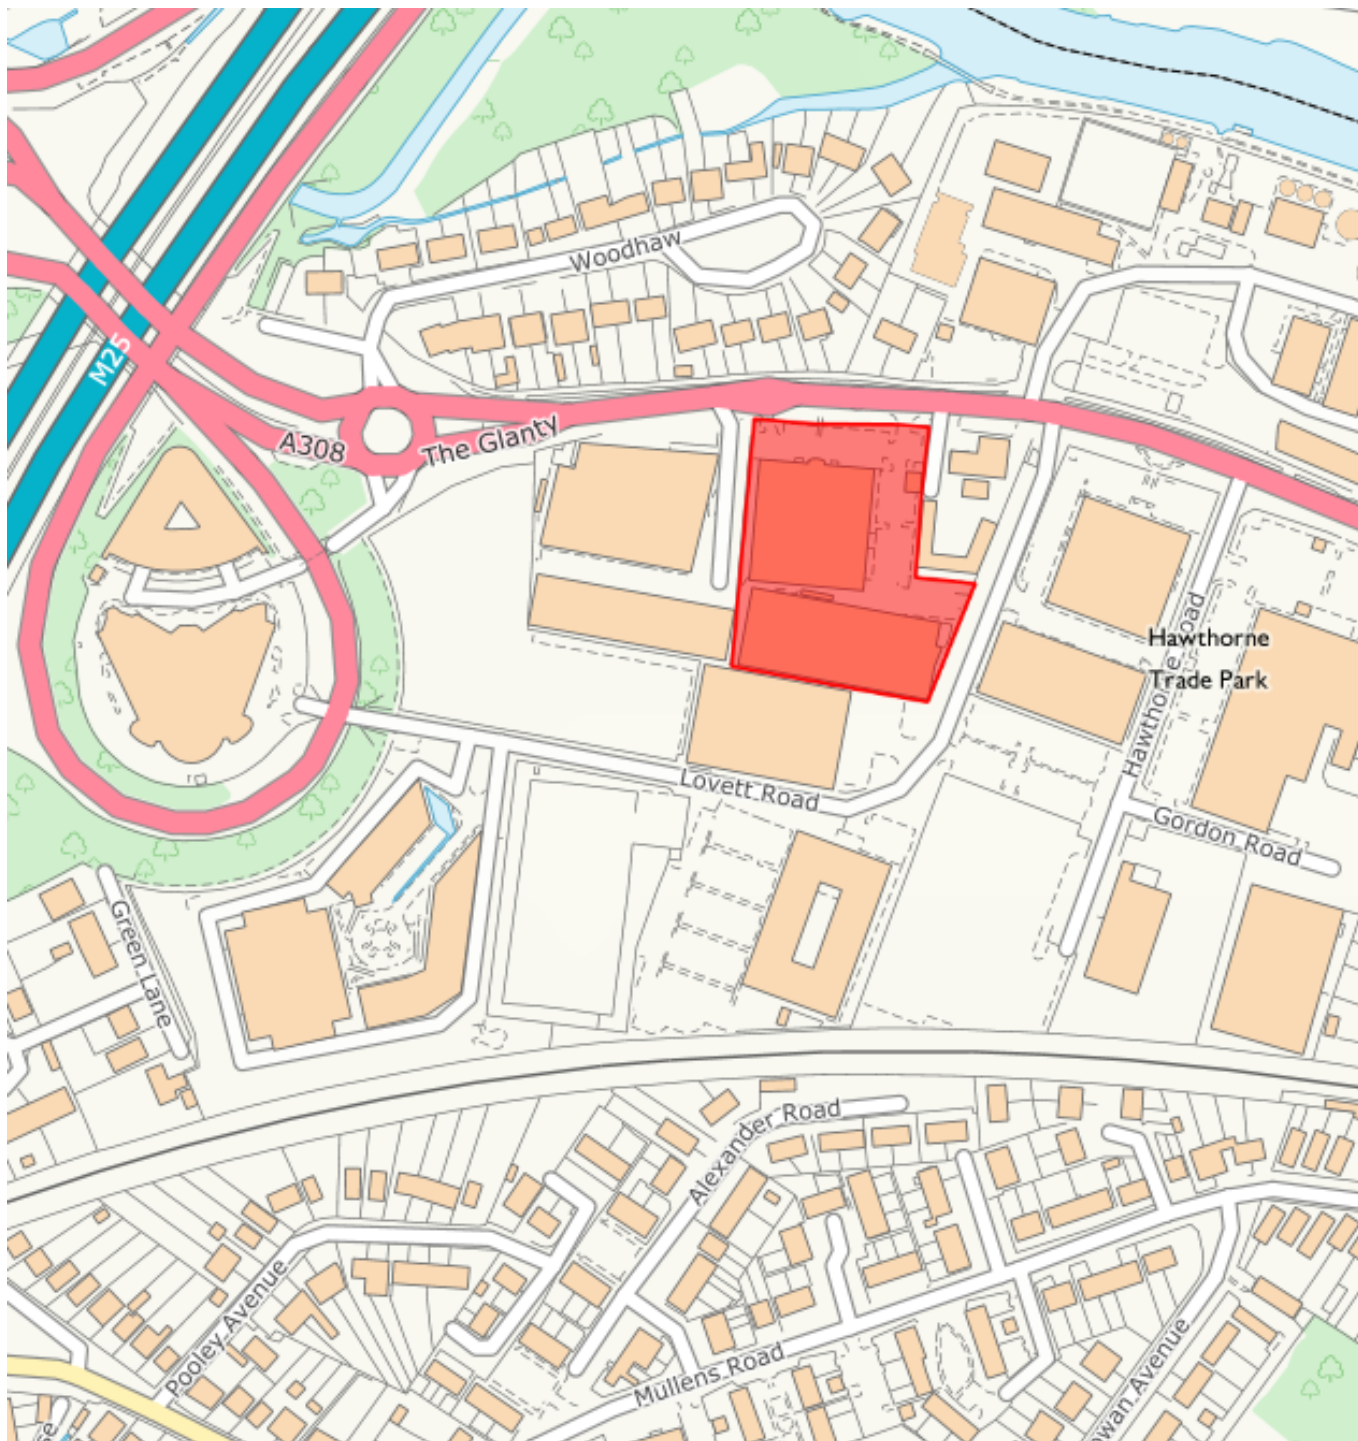 Woodhaw
M25
A308
The Glanty
Hawthorne Road
Hawthorne
Trade Park
Lovett Road
Gordon Road
Green Lane
Alexander Road
Pooley Avenue
Mullens Road
Avenue